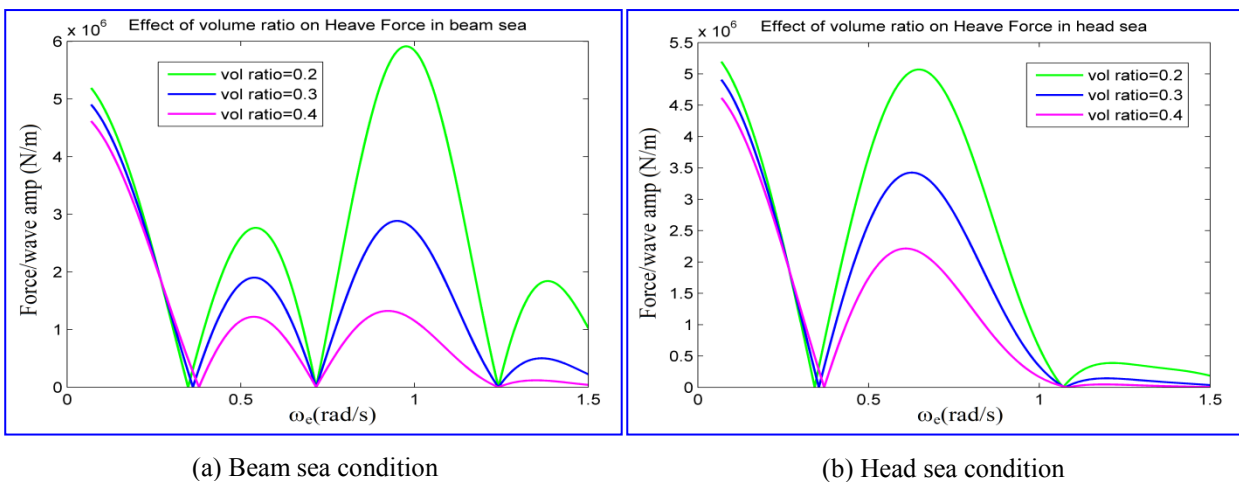 Effect of volume ratio on Heave Force in beam sea
× 10⁶
6
5
4
3
2
1
0
Force/wave amp (N/m)
vol ratio=0.2
vol ratio=0.3
vol ratio=0.4
0 0.5 1 1.5
ωₑ(rad/s)
(a) Beam sea condition
Effect of volume ratio on Heave Force in head sea
× 10⁶
5.5
5
4.5
4
3.5
3
2.5
2
1.5
1
0.5
0
Force/wave amp (N/m)
vol ratio=0.2
vol ratio=0.3
vol ratio=0.4
0 0.5 1 1.5
ωₑ(rad/s)
(b) Head sea condition